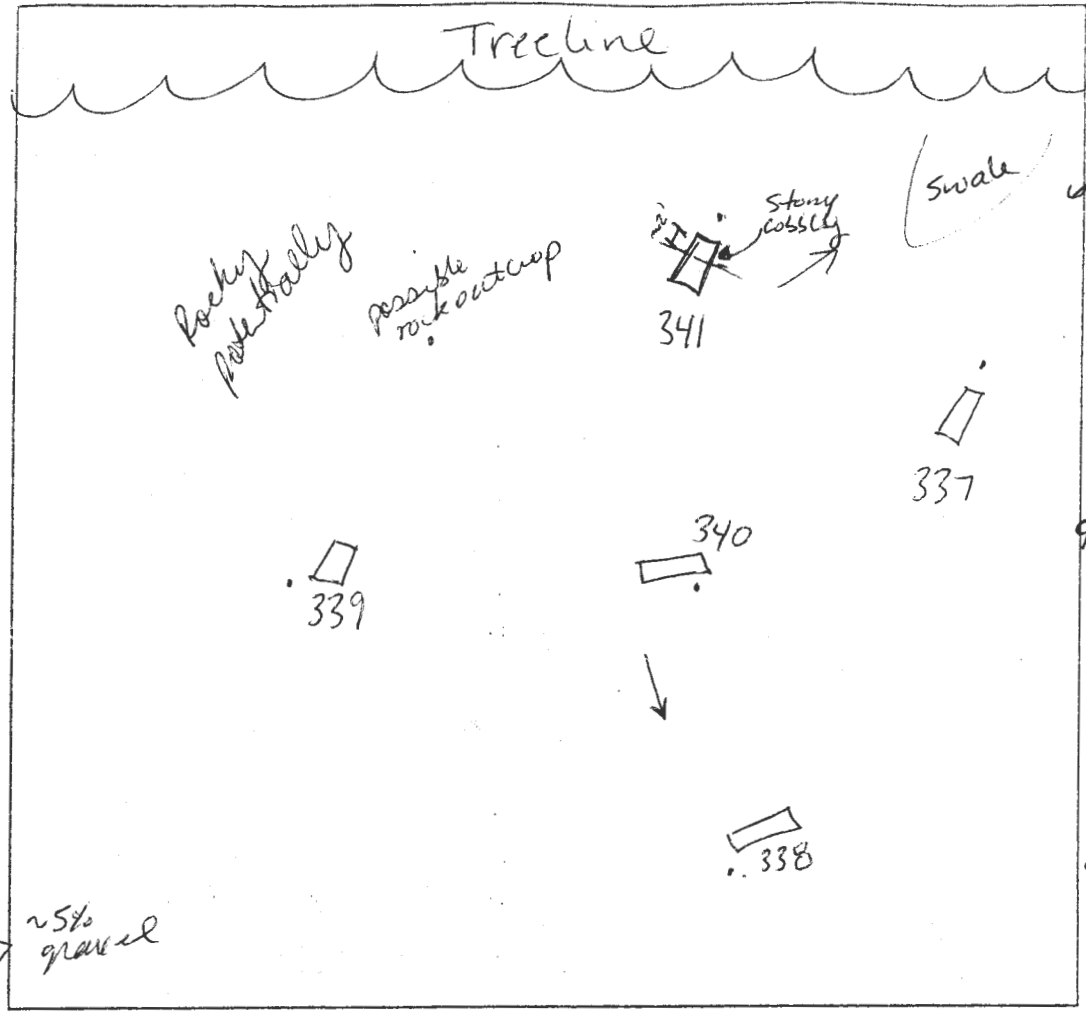 Treeline
Swale
Stony
cobbly
Rocky
potentially
possible
rock outcrop
341
337
340
339
338
~5%
gravel